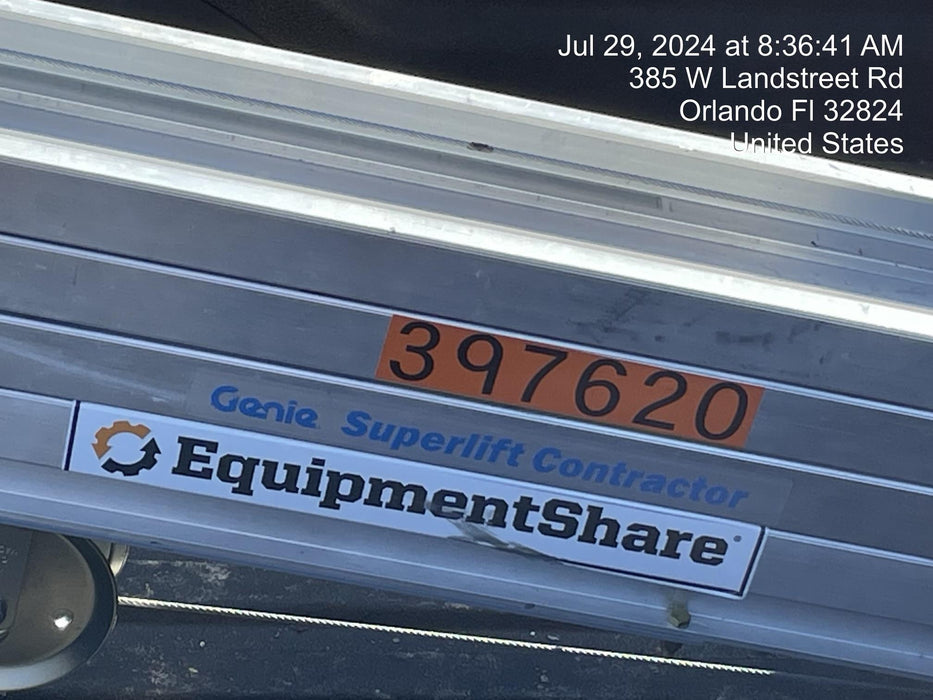 Jul 29, 2024 at 8:36:41 AM
385 W Landstreet Rd
Orlando Fl 32824
United States
397620
Genie Superlift Contractor
EquipmentShare